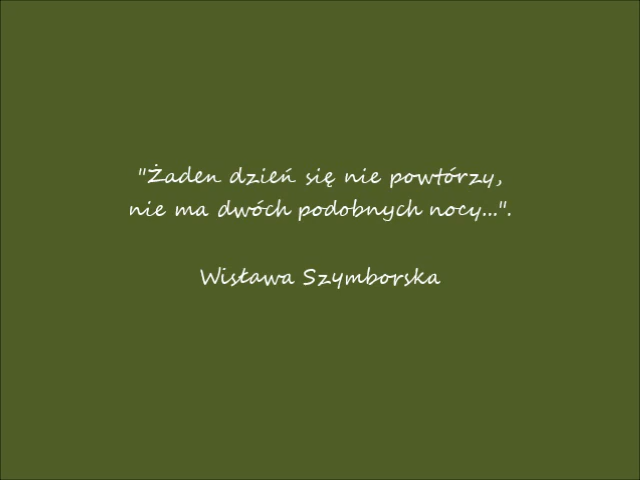 "Żaden dzień się nie powtórzy,
nie ma dwóch podobnych nocy...".
Wisława Szymborska